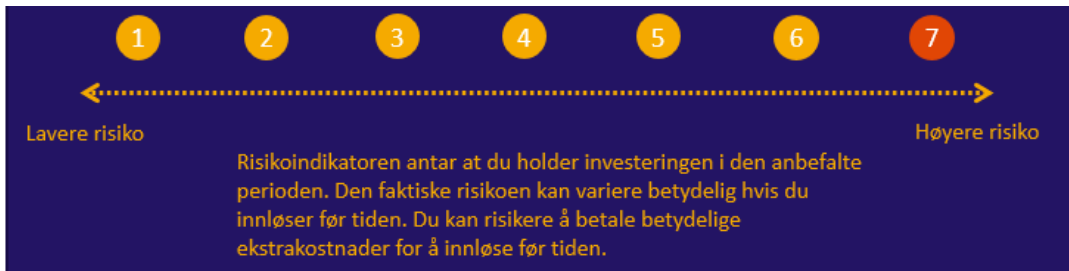 1 2 3 4 5 6 7
Lavere risiko
Høyere risiko
Risikoindikatoren antar at du holder investeringen i den anbefalte
perioden. Den faktiske risikoen kan variere betydelig hvis du
innløser før tiden. Du kan risikere å betale betydelige
ekstrakostnader for å innløse før tiden.